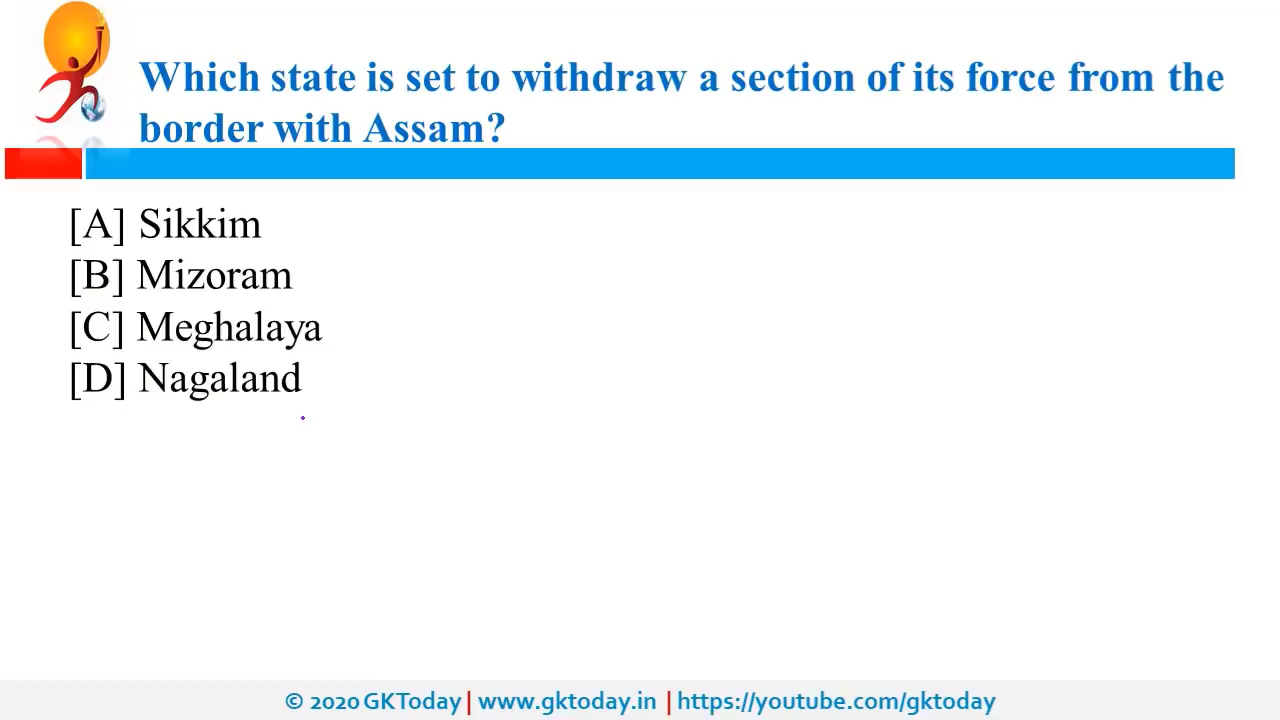 Which state is set to withdraw a section of its force from the
border with Assam?
[A] Sikkim
[B] Mizoram
[C] Meghalaya
[D] Nagaland
© 2020 GKToday | www.gktoday.in | https://youtube.com/gktoday